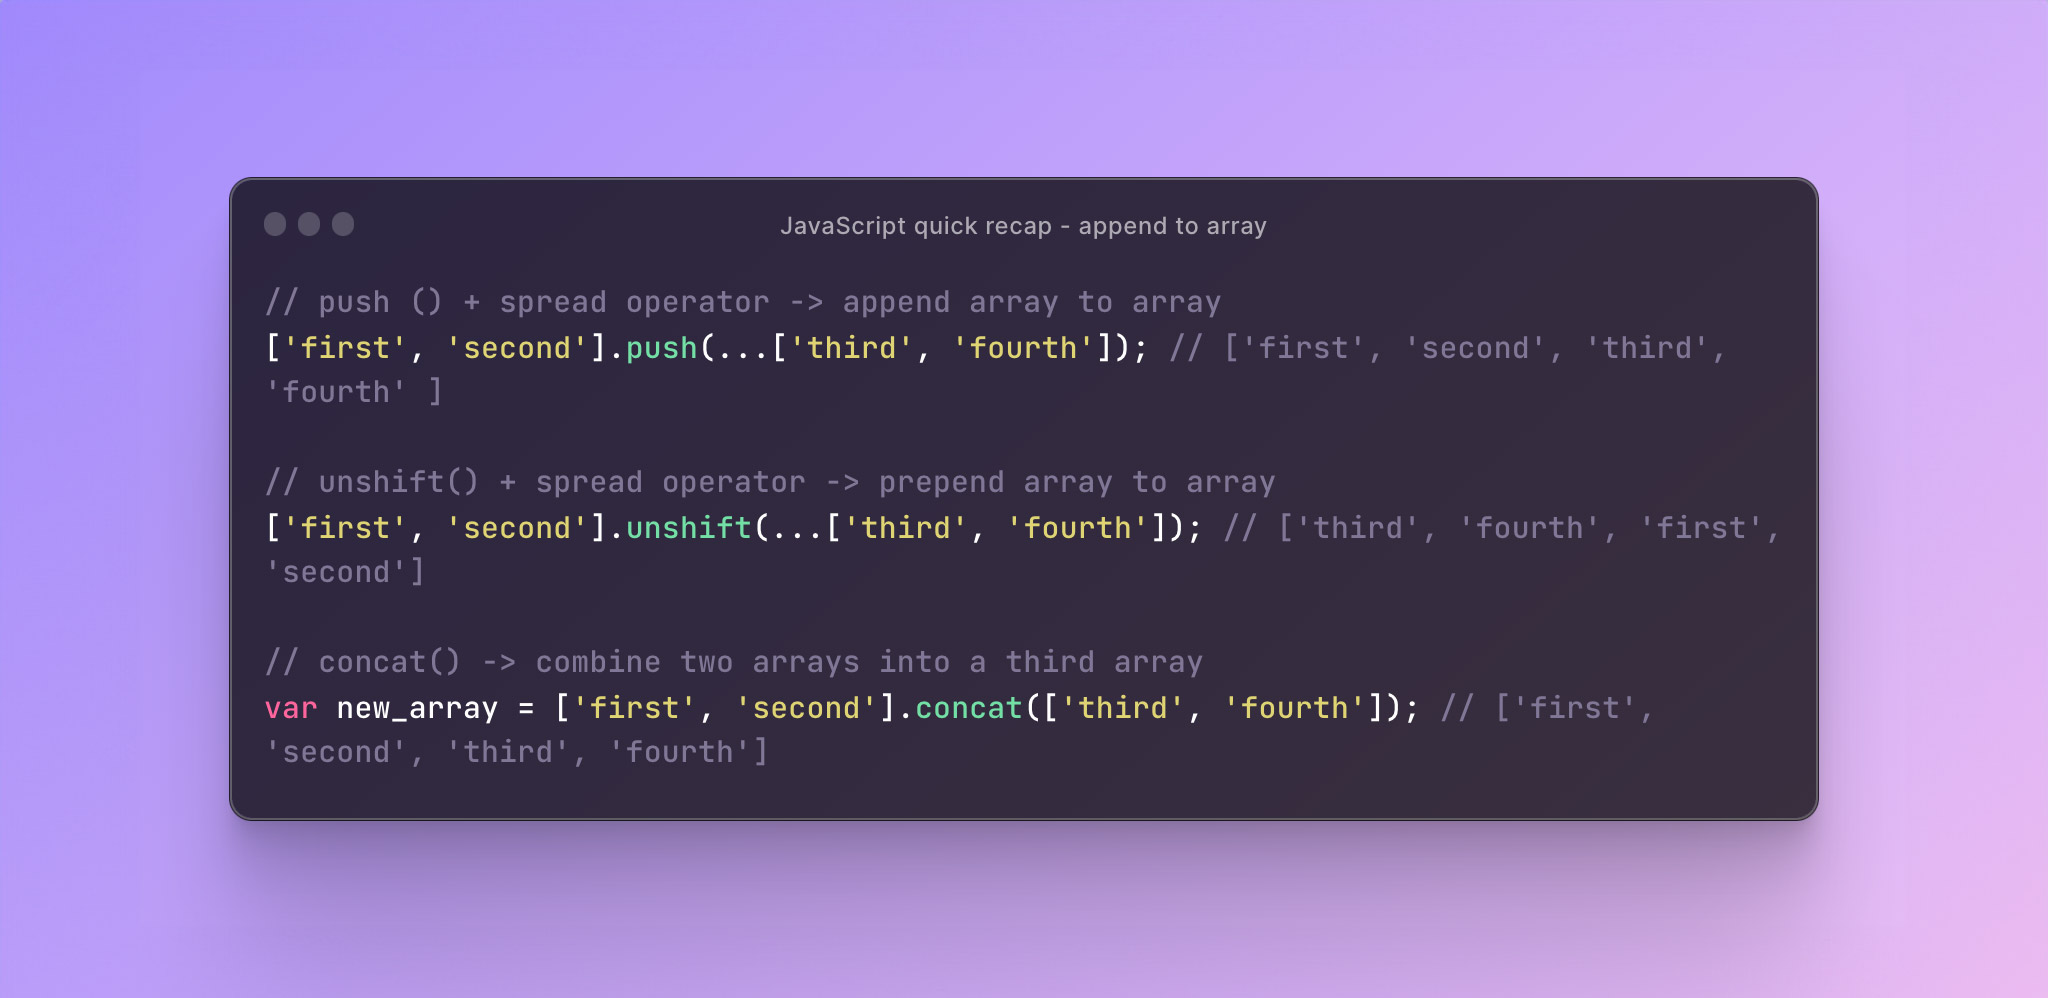 JavaScript quick recap - append to array
// push () + spread operator -> append array to array
['first', 'second'].push(...['third', 'fourth']); // ['first', 'second', 'third',
'fourth' ]
// unshift() + spread operator -> prepend array to array
['first', 'second'].unshift(...['third', 'fourth']); // ['third', 'fourth', 'first',
'second']
// concat() -> combine two arrays into a third array
var new_array = ['first', 'second'].concat(['third', 'fourth']); // ['first',
'second', 'third', 'fourth']